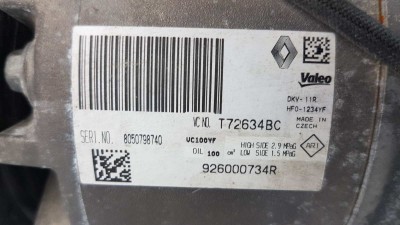 Valeo
DKV-11R
HFO-1234YF
VC NO. T72634BC
MADE IN
CZECH
SERI.NO. 8050798740
VC100YF
OIL 100 cm³
HIGH SIDE 2.9 MPaG
LOW SIDE 1.5 MPaG
926000734R